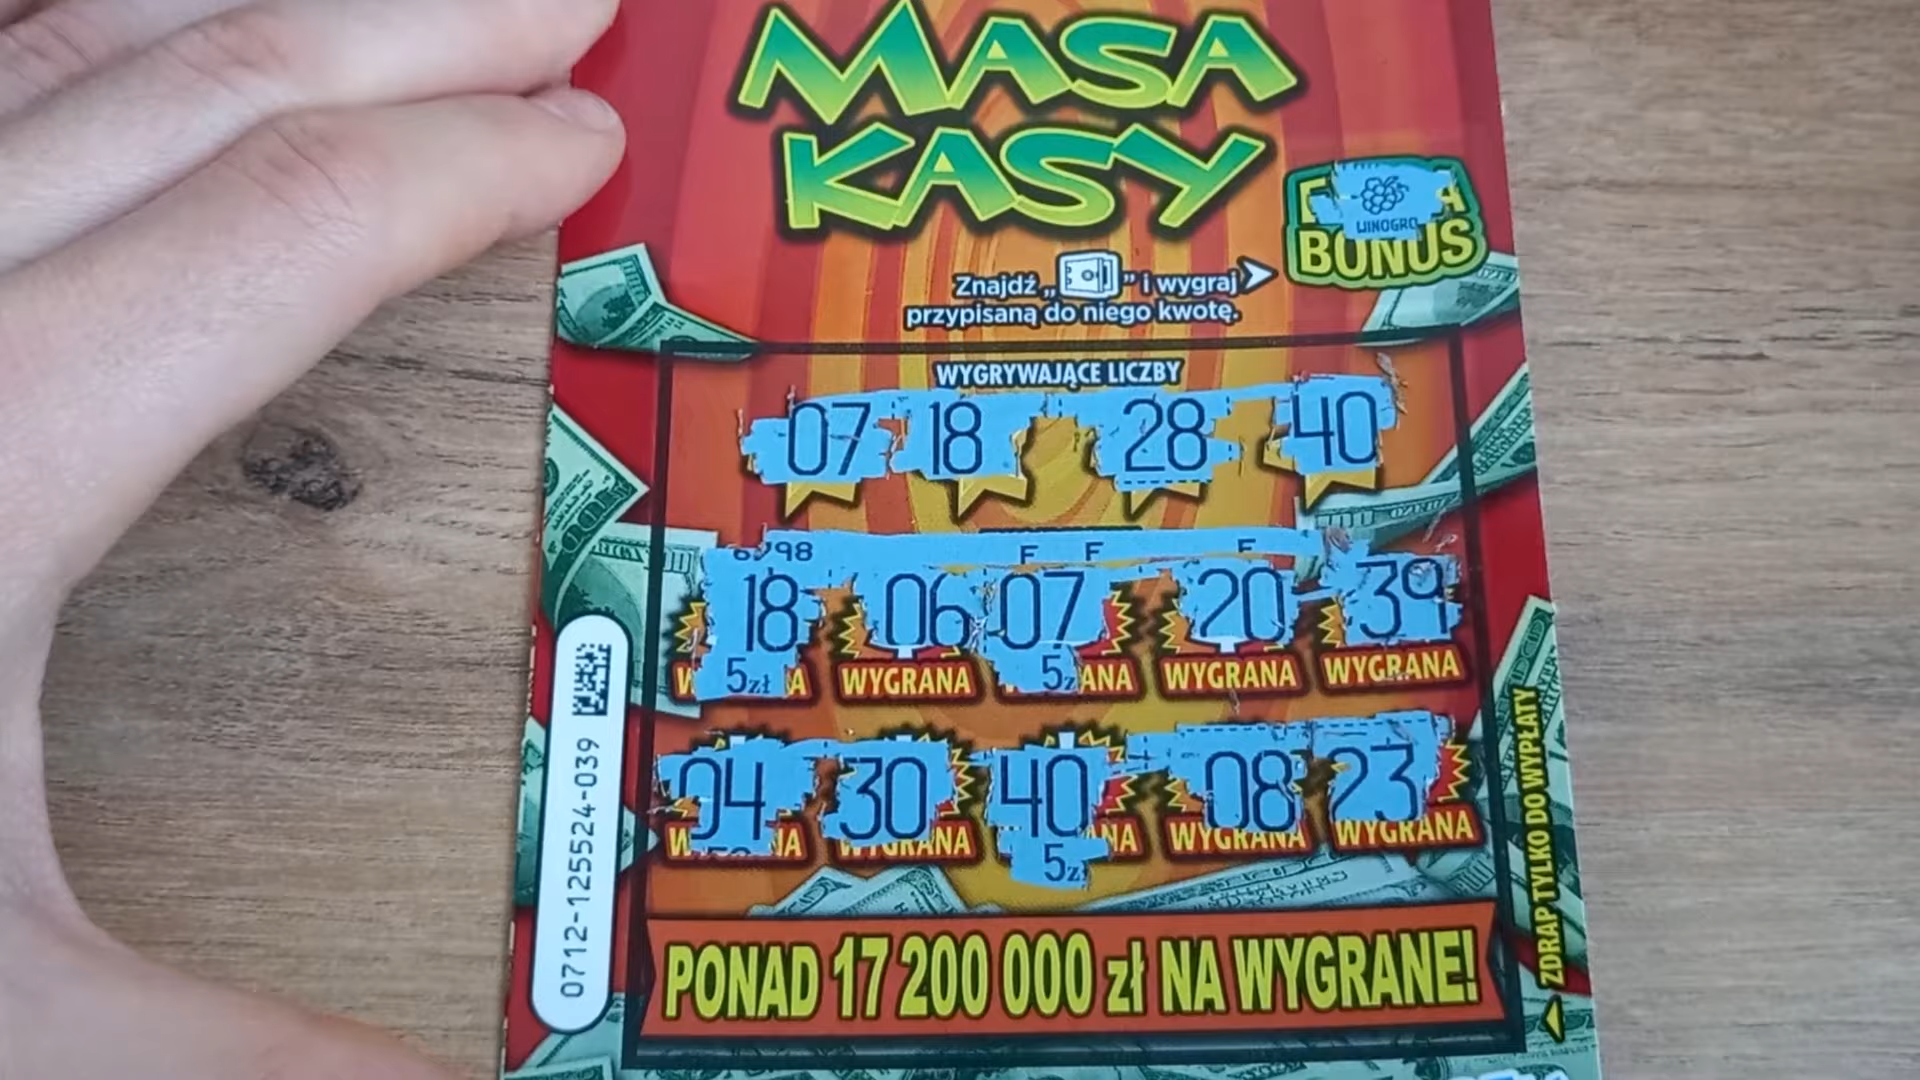 MASA
KASY
WINOGRO
BONUS
Znajdź „ ” i wygraj
przypisaną do niego kwotę.
WYGRYWAJĄCE LICZBY
07 18 28 40
18 06 07 20 39
5zł WYGRANA 5z WYGRANA WYGRANA
04 30 40 08 23
WYGRANA WYGRANA WYGRANA
5zł
PONAD 17 200 000 zł NA WYGRANE!
0712-125524-039
ZDRAP TYLKO DO WYPŁATY